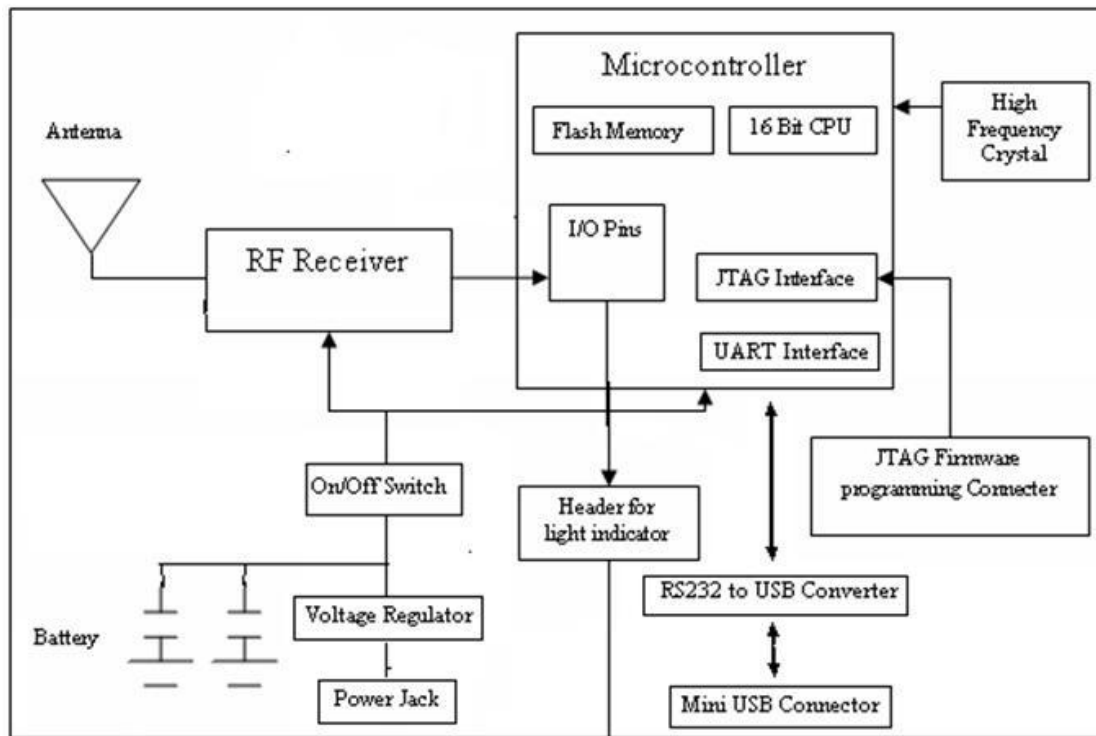 Microcontroller
Flash Memory
16 Bit CPU
High
Frequency
Crystal
Antenna
I/O Pins
RF Receiver
JTAG Interface
UART Interface
On/Off Switch
JTAG Firmware
programming Connecter
Header for
light indicator
RS232 to USB Converter
Voltage Regulator
Battery
Power Jack
Mini USB Connector